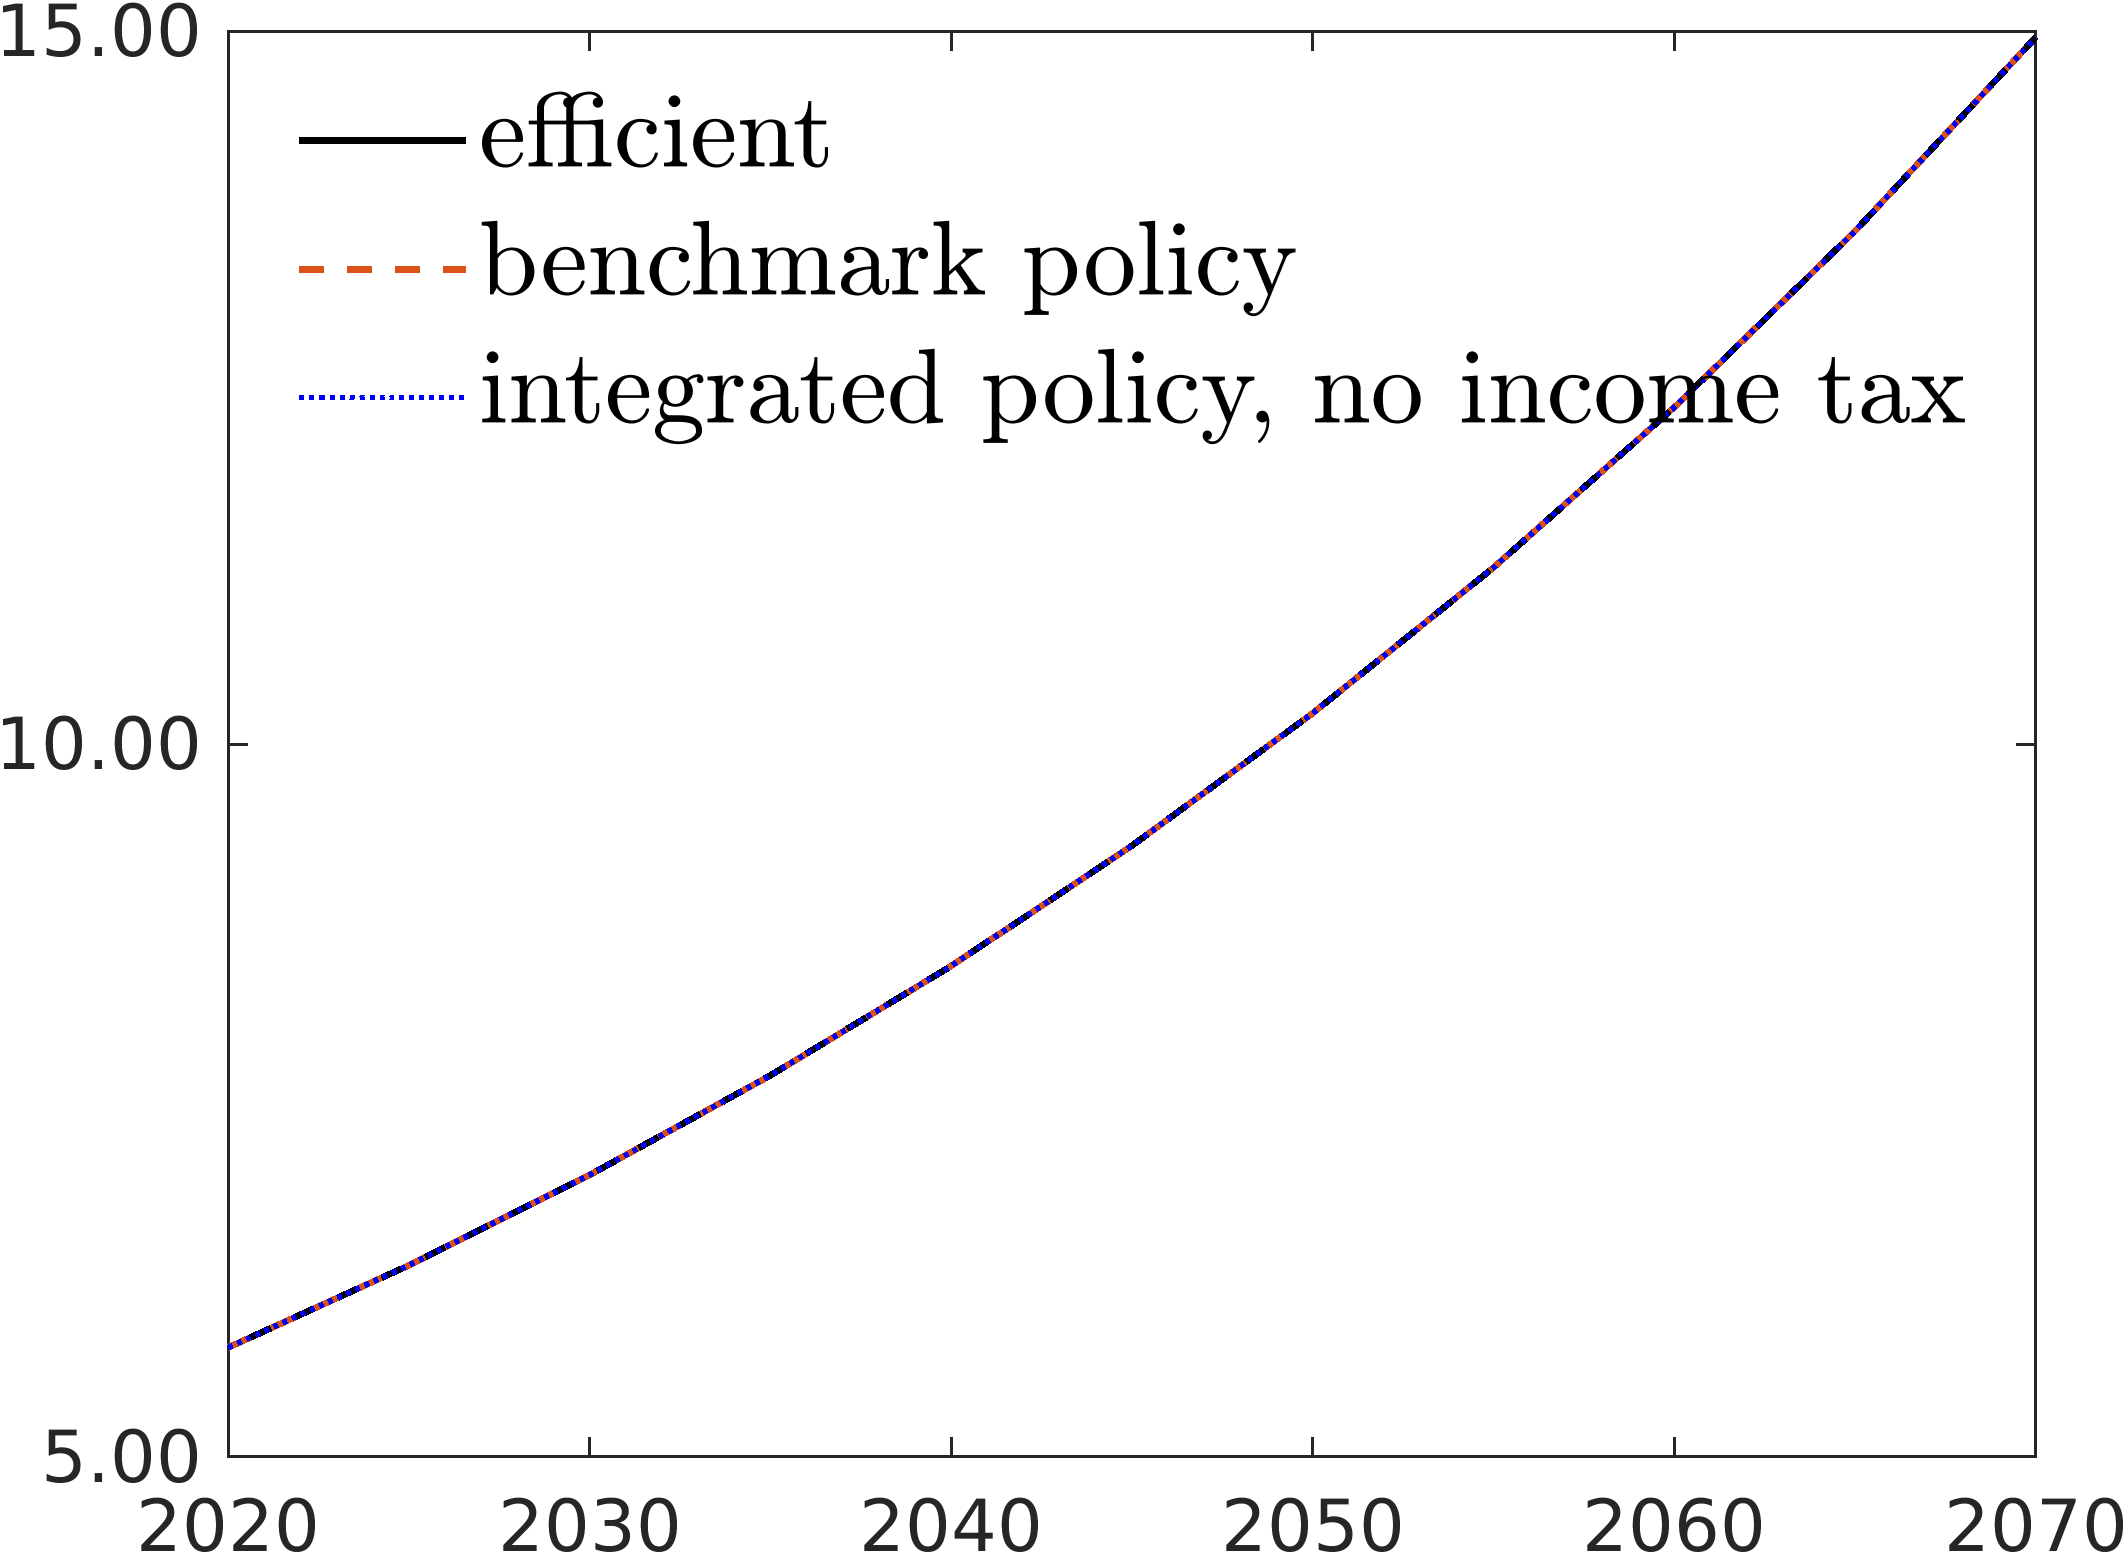 15.00
efficient
benchmark policy
integrated policy, no income tax
10.00
5.00
2020 2030 2040 2050 2060 2070